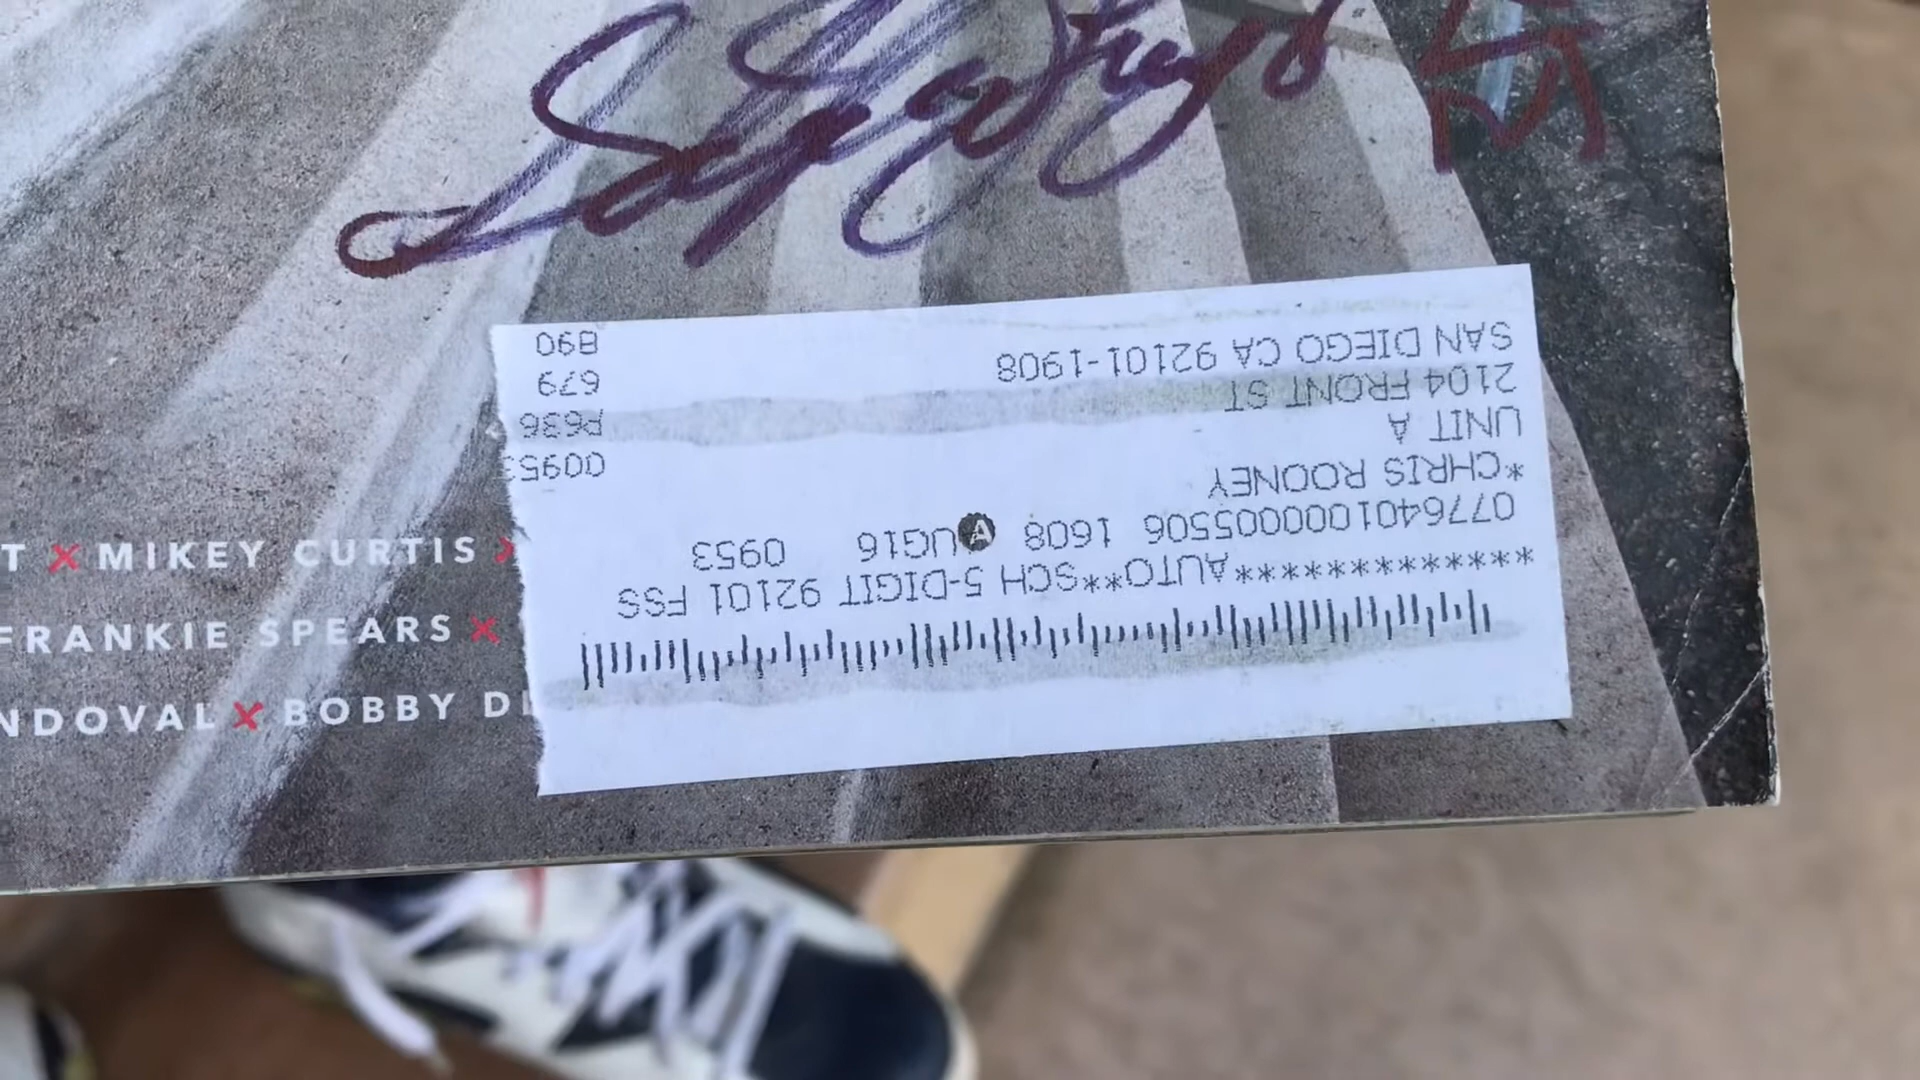 T × MIKEY CURTIS ×
FRANKIE SPEARS ×
NDOVAL × BOBBY D
**************AUTO**SCH 5-DIGIT 92101 FSS
0776401000005506 1608 AUG16 0953
*CHRIS ROONEY
UNIT A
2104 FRONT ST
SAN DIEGO CA 92101-1908
00953
P636
679
890